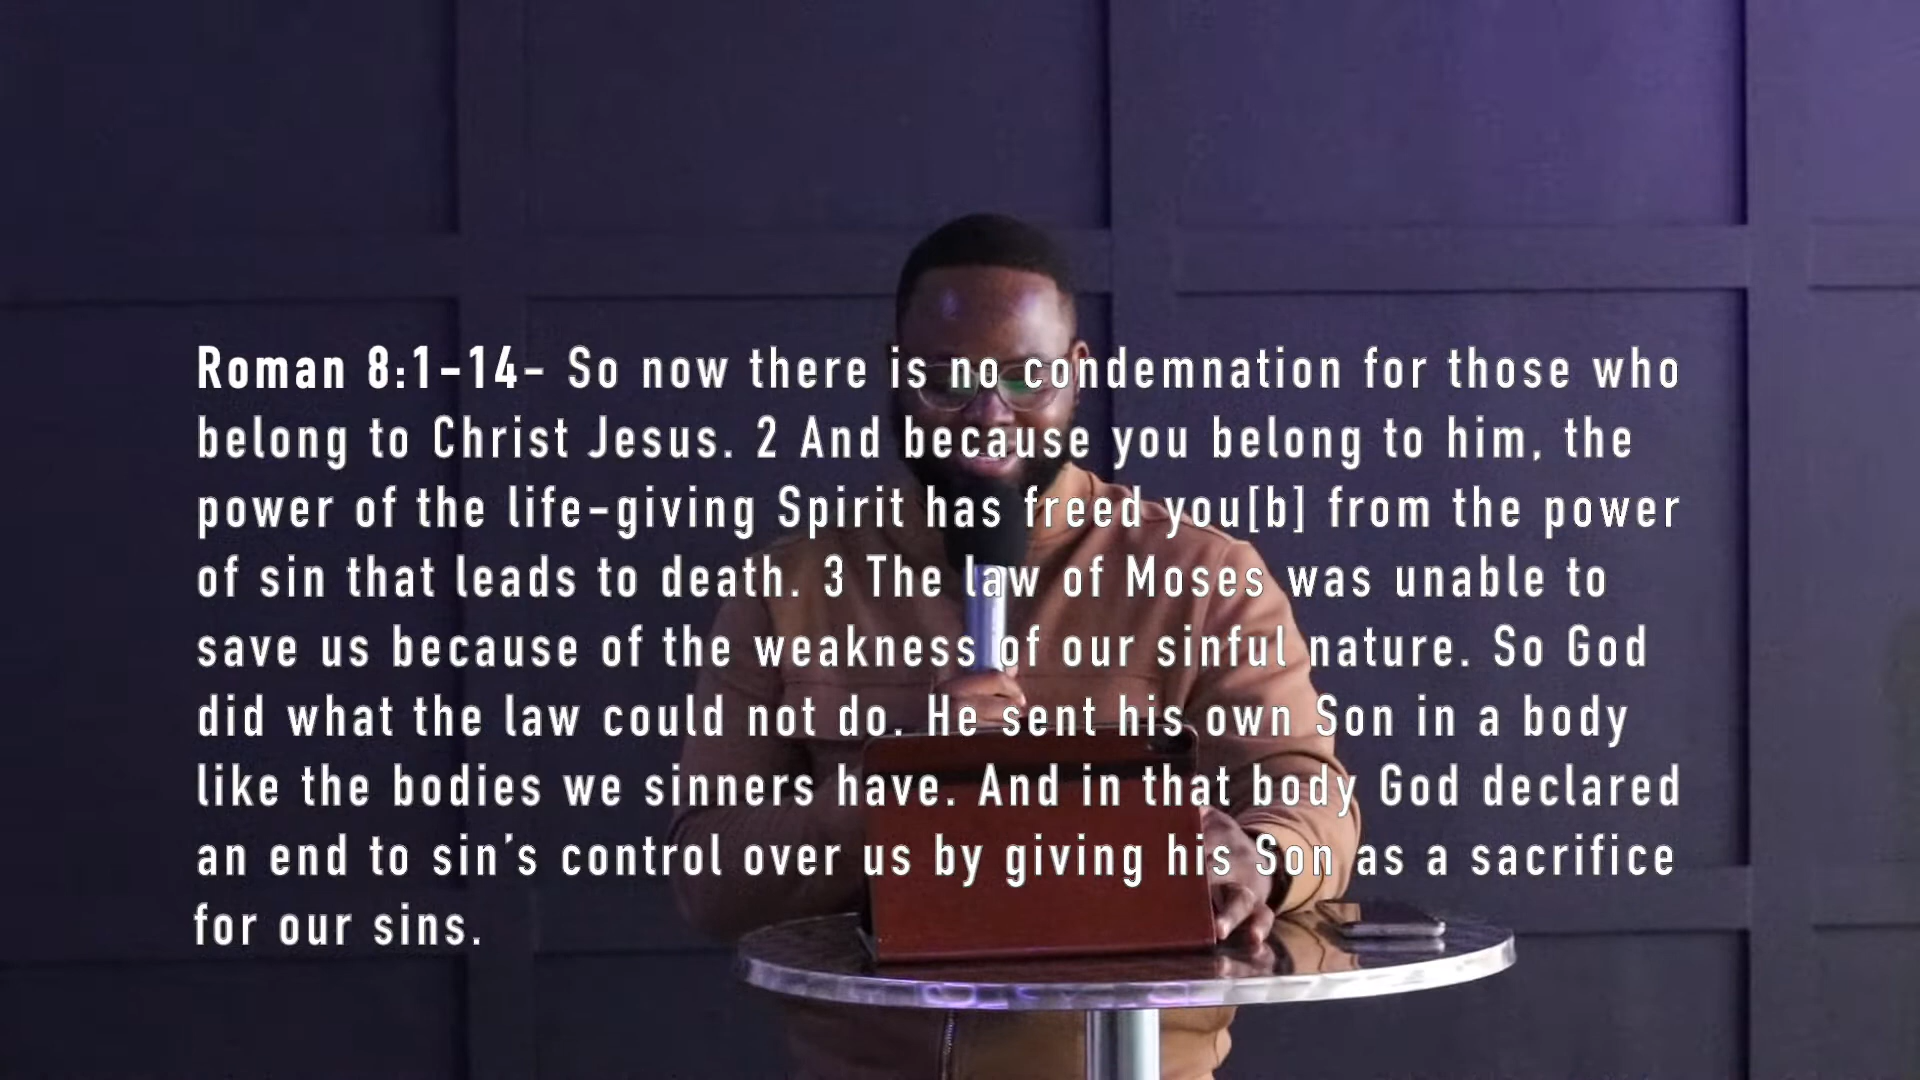 Roman 8:1-14- So now there is no condemnation for those who
belong to Christ Jesus. 2 And because you belong to him, the
power of the life-giving Spirit has freed you[b] from the power
of sin that leads to death. 3 The law of Moses was unable to
save us because of the weakness of our sinful nature. So God
did what the law could not do. He sent his own Son in a body
like the bodies we sinners have. And in that body God declared
an end to sin’s control over us by giving his Son as a sacrifice
for our sins.